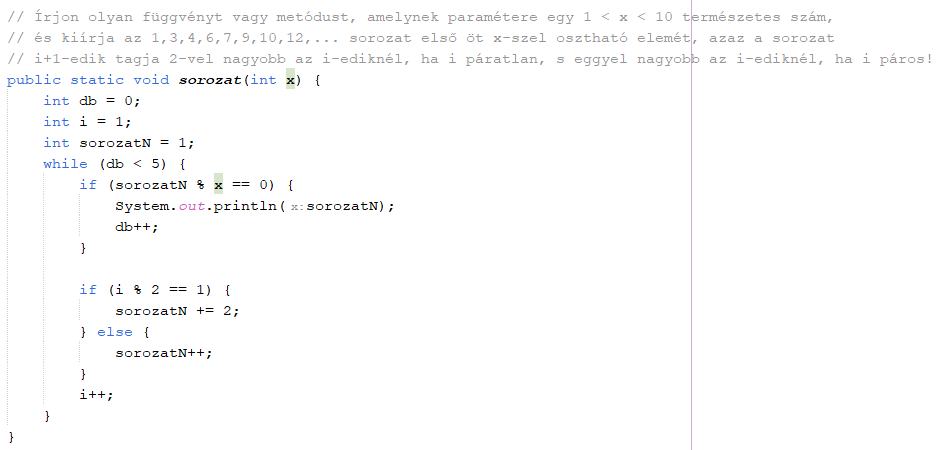 // Írjon olyan függvényt vagy metódust, amelynek paramétere egy 1 < x < 10 természetes szám,
// és kiírja az 1,3,4,6,7,9,10,12,... sorozat első öt x-szel osztható elemét, azaz a sorozat
// i+1-edik tagja 2-vel nagyobb az i-ediknél, ha i páratlan, s eggyel nagyobb az i-ediknél, ha i páros!
public static void sorozat(int x) {
    int db = 0;
    int i = 1;
    int sorozatN = 1;
    while (db < 5) {
        if (sorozatN % x == 0) {
            System.out.println( x: sorozatN);
            db++;
        }
        if (i % 2 == 1) {
            sorozatN += 2;
        } else {
            sorozatN++;
        }
        i++;
    }
}